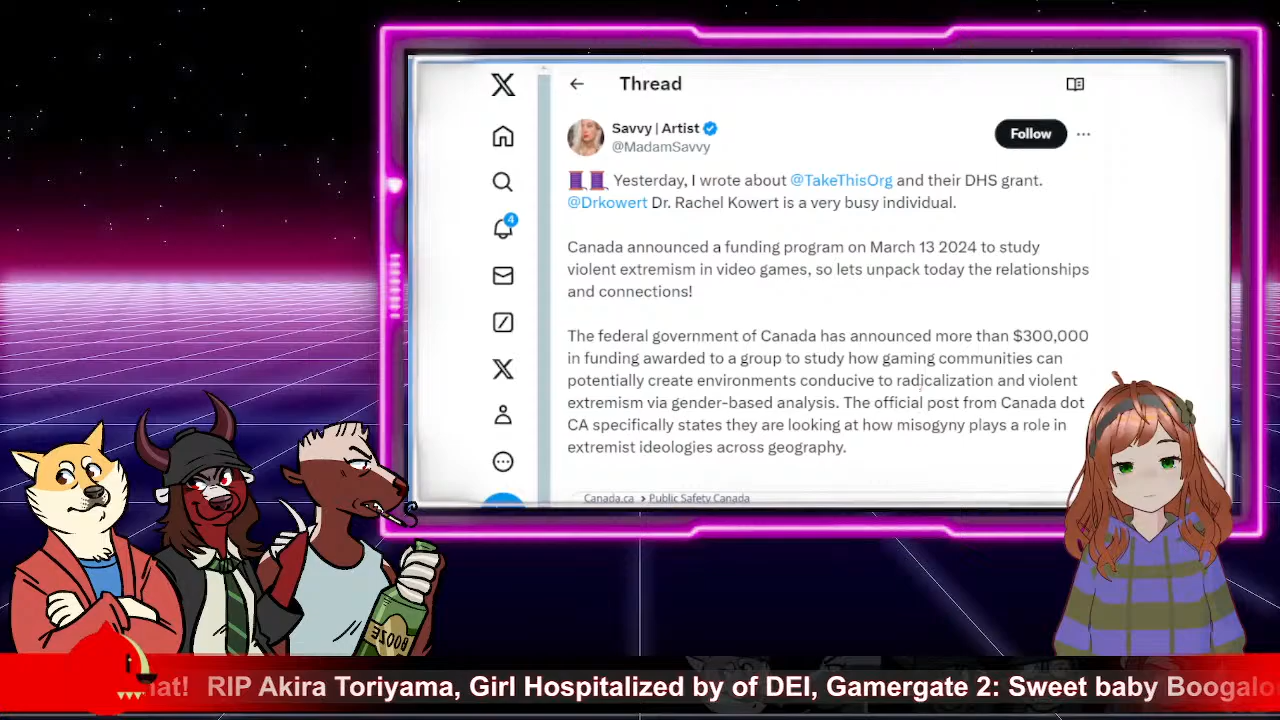 Thread
Savvy | Artist
@MadamSavvy
Follow
Yesterday, I wrote about @TakeThisOrg and their DHS grant.
@Drkowert Dr. Rachel Kowert is a very busy individual.
Canada announced a funding program on March 13 2024 to study
violent extremism in video games, so lets unpack today the relationships
and connections!
The federal government of Canada has announced more than $300,000
in funding awarded to a group to study how gaming communities can
potentially create environments conducive to radicalization and violent
extremism via gender-based analysis. The official post from Canada dot
CA specifically states they are looking at how misogyny plays a role in
extremist ideologies across geography.
Canada.ca > Public Safety Canada
4
BOOZE
hat! RIP Akira Toriyama, Girl Hospitalized by of DEI, Gamergate 2: Sweet baby Boogalo